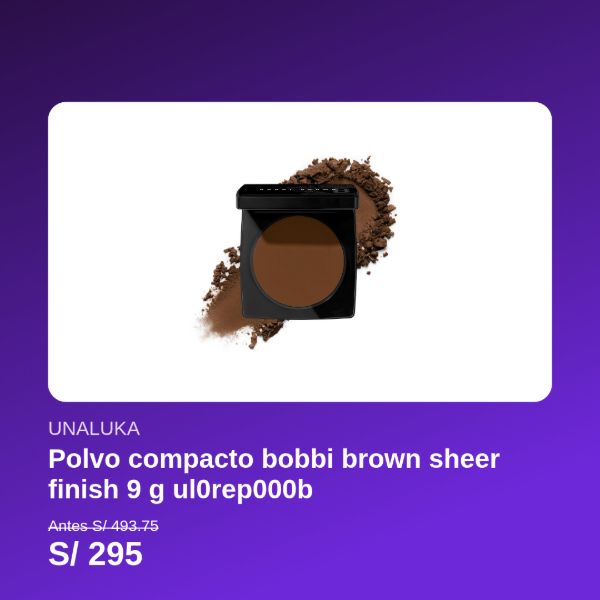 UNALUKA
Polvo compacto bobbi brown sheer
finish 9 g ul0rep000b
Antes S/ 493.75
S/ 295